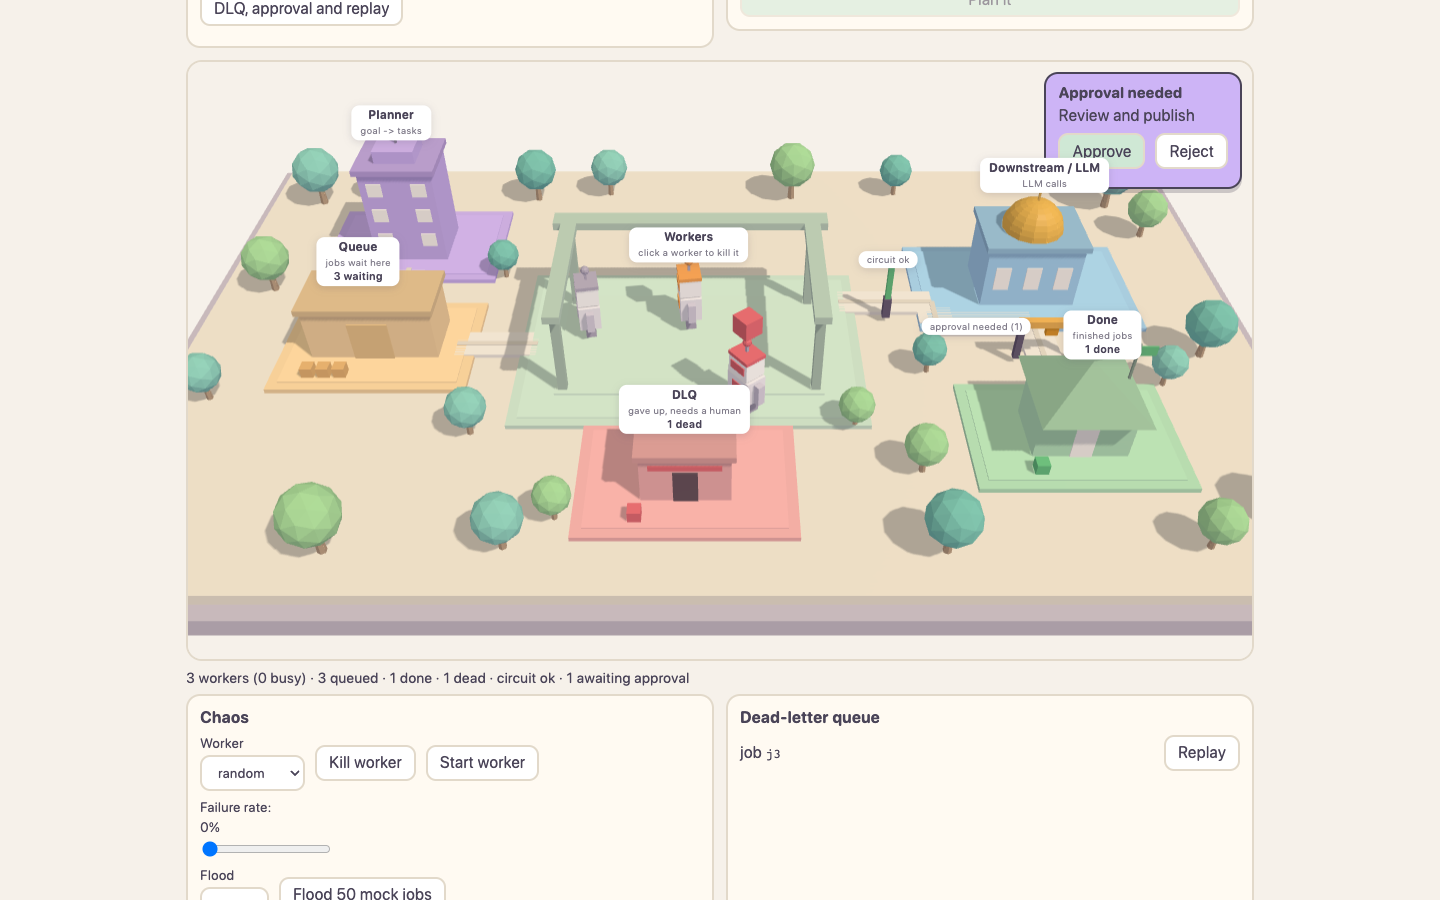 DLQ, approval and replay
Plan it
Approval needed
Review and publish
Approve
Reject
Planner
goal -> tasks
Downstream / LLM
LLM calls
Queue
jobs wait here
3 waiting
Workers
click a worker to kill it
circuit ok
approval needed (1)
Done
finished jobs
1 done
DLQ
gave up, needs a human
1 dead
3 workers (0 busy) · 3 queued · 1 done · 1 dead · circuit ok · 1 awaiting approval
Chaos
Worker
random
Kill worker
Start worker
Failure rate:
0%
Flood
Flood 50 mock jobs
Dead-letter queue
job j3
Replay